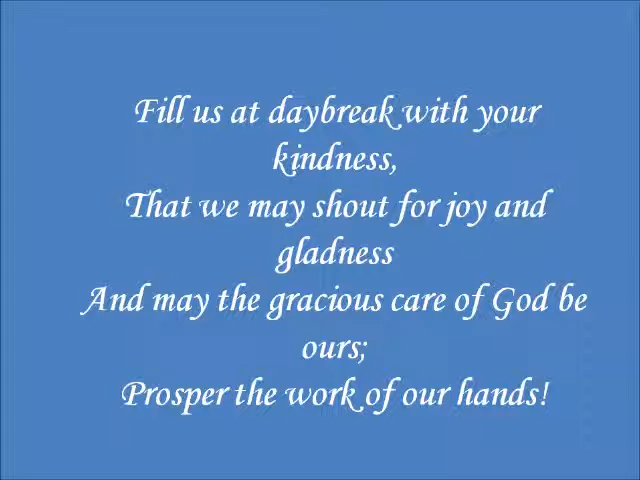 Fill us at daybreak with your
kindness,
That we may shout for joy and
gladness
And may the gracious care of God be
ours;
Prosper the work of our hands!